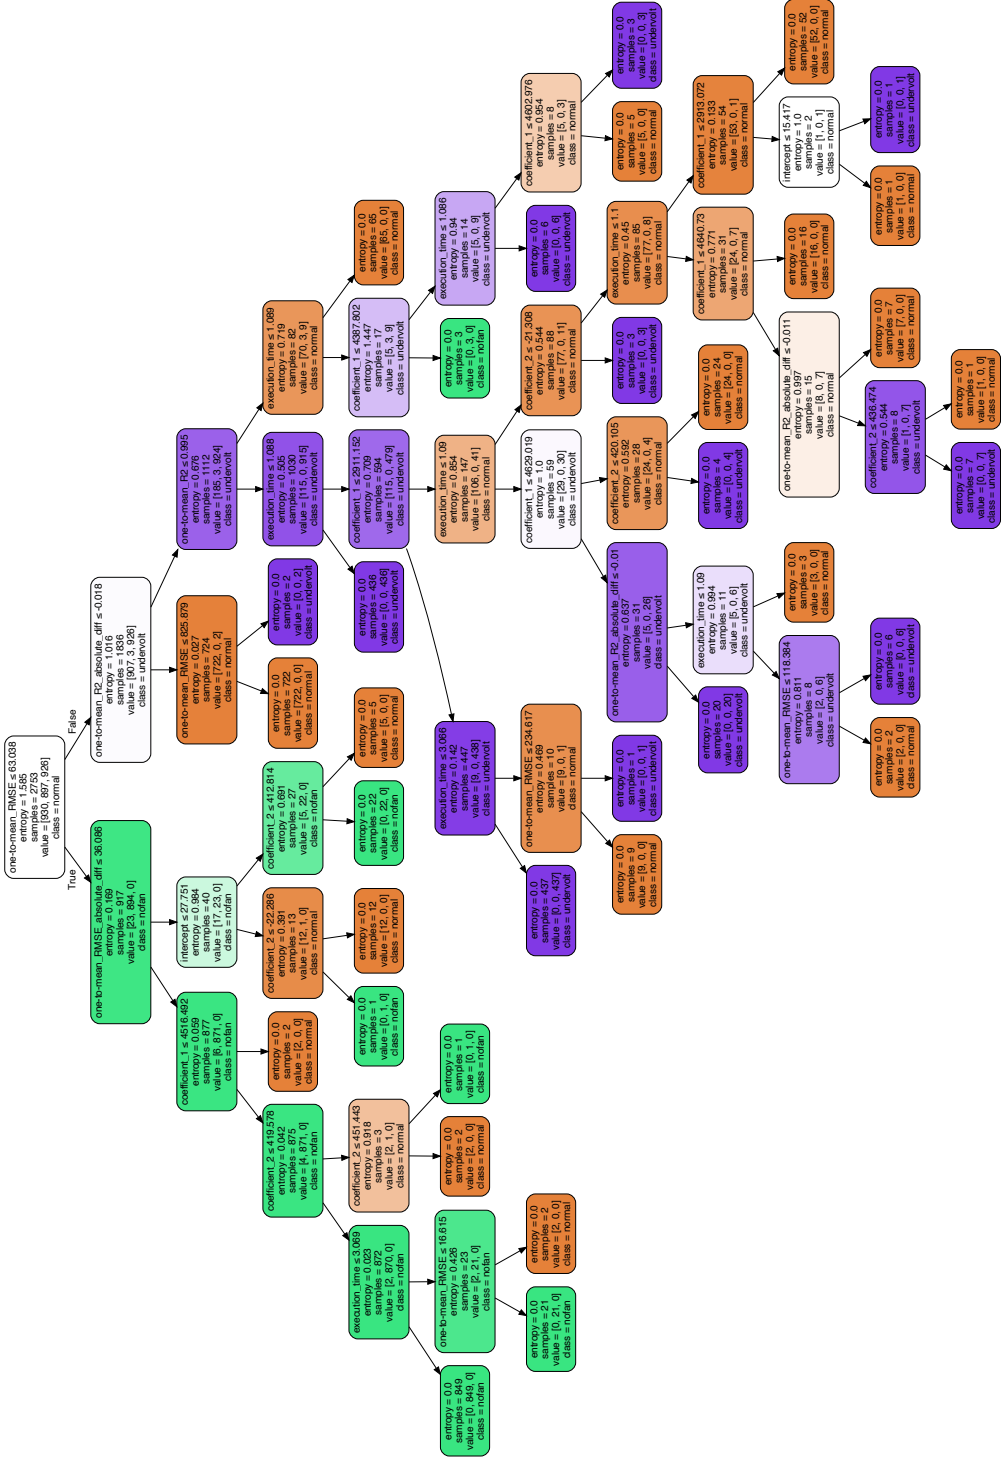 one-to-mean_RMSE ≤ 63.038
entropy = 1.585
samples = 2753
value = [930, 897, 926]
class = normal
True
False
one-to-mean_RMSE_absolute_diff ≤ 36.086
entropy = 0.169
samples = 917
value = [23, 894, 0]
class = nofan
one-to-mean_R2_absolute_diff ≤ -0.018
entropy = 1.016
samples = 1836
value = [907, 3, 926]
class = undervolt
coefficient_1 ≤ 4516.492
entropy = 0.059
samples = 877
value = [6, 871, 0]
class = nofan
intercept ≤ 27.751
entropy = 0.984
samples = 40
value = [17, 23, 0]
class = nofan
one-to-mean_RMSE ≤ 825.879
entropy = 0.027
samples = 724
value = [722, 0, 2]
class = normal
one-to-mean_R2 ≤ 0.985
entropy = 0.676
samples = 1112
value = [185, 3, 924]
class = undervolt
coefficient_2 ≤ 419.578
entropy = 0.042
samples = 875
value = [4, 871, 0]
class = nofan
entropy = 0.0
samples = 2
value = [2, 0, 0]
class = normal
coefficient_2 ≤ -22.286
entropy = 0.391
samples = 13
value = [12, 1, 0]
class = normal
coefficient_2 ≤ 412.814
entropy = 0.691
samples = 27
value = [5, 22, 0]
class = nofan
entropy = 0.0
samples = 722
value = [722, 0, 0]
class = normal
entropy = 0.0
samples = 2
value = [0, 0, 2]
class = undervolt
execution_time ≤ 1.088
entropy = 0.505
samples = 1030
value = [115, 0, 915]
class = undervolt
execution_time ≤ 1.089
entropy = 0.719
samples = 82
value = [70, 3, 9]
class = normal
execution_time ≤ 3.069
entropy = 0.023
samples = 872
value = [2, 870, 0]
class = nofan
coefficient_2 ≤ 451.443
entropy = 0.918
samples = 3
value = [2, 1, 0]
class = normal
entropy = 0.0
samples = 1
value = [0, 1, 0]
class = nofan
entropy = 0.0
samples = 12
value = [12, 0, 0]
class = normal
entropy = 0.0
samples = 22
value = [0, 22, 0]
class = nofan
entropy = 0.0
samples = 5
value = [5, 0, 0]
class = normal
entropy = 0.0
samples = 436
value = [0, 0, 436]
class = undervolt
coefficient_1 ≤ 2911.152
entropy = 0.709
samples = 594
value = [115, 0, 479]
class = undervolt
coefficient_1 ≤ 4387.802
entropy = 1.447
samples = 17
value = [5, 3, 9]
class = undervolt
entropy = 0.0
samples = 65
value = [65, 0, 0]
class = normal
entropy = 0.0
samples = 849
value = [0, 849, 0]
class = nofan
one-to-mean_RMSE ≤ 16.615
entropy = 0.426
samples = 23
value = [2, 21, 0]
class = nofan
entropy = 0.0
samples = 2
value = [2, 0, 0]
class = normal
entropy = 0.0
samples = 1
value = [0, 1, 0]
class = nofan
execution_time ≤ 3.066
entropy = 0.142
samples = 447
value = [9, 0, 438]
class = undervolt
execution_time ≤ 1.09
entropy = 0.854
samples = 147
value = [106, 0, 41]
class = normal
entropy = 0.0
samples = 3
value = [0, 3, 0]
class = nofan
execution_time ≤ 1.086
entropy = 0.94
samples = 14
value = [5, 0, 9]
class = undervolt
entropy = 0.0
samples = 21
value = [0, 21, 0]
class = nofan
entropy = 0.0
samples = 2
value = [2, 0, 0]
class = normal
entropy = 0.0
samples = 437
value = [0, 0, 437]
class = undervolt
one-to-mean_RMSE ≤ 234.617
entropy = 0.469
samples = 10
value = [9, 0, 1]
class = normal
coefficient_1 ≤ 4629.019
entropy = 1.0
samples = 59
value = [29, 0, 30]
class = undervolt
coefficient_2 ≤ -21.308
entropy = 0.544
samples = 88
value = [77, 0, 11]
class = normal
entropy = 0.0
samples = 6
value = [0, 0, 6]
class = undervolt
coefficient_1 ≤ 4602.976
entropy = 0.954
samples = 8
value = [5, 0, 3]
class = normal
entropy = 0.0
samples = 9
value = [9, 0, 0]
class = normal
entropy = 0.0
samples = 1
value = [0, 0, 1]
class = undervolt
one-to-mean_R2_absolute_diff ≤ -0.01
entropy = 0.637
samples = 31
value = [5, 0, 26]
class = undervolt
coefficient_2 ≤ 420.105
entropy = 0.592
samples = 28
value = [24, 0, 4]
class = normal
entropy = 0.0
samples = 3
value = [0, 0, 3]
class = undervolt
execution_time ≤ 1.1
entropy = 0.45
samples = 85
value = [77, 0, 8]
class = normal
entropy = 0.0
samples = 5
value = [5, 0, 0]
class = normal
entropy = 0.0
samples = 3
value = [0, 0, 3]
class = undervolt
entropy = 0.0
samples = 20
value = [0, 0, 20]
class = undervolt
execution_time ≤ 1.09
entropy = 0.994
samples = 11
value = [5, 0, 6]
class = undervolt
entropy = 0.0
samples = 4
value = [0, 0, 4]
class = undervolt
entropy = 0.0
samples = 24
value = [24, 0, 0]
class = normal
coefficient_1 ≤ 4640.73
entropy = 0.771
samples = 31
value = [24, 0, 7]
class = normal
coefficient_1 ≤ 2913.072
entropy = 0.133
samples = 54
value = [53, 0, 1]
class = normal
one-to-mean_RMSE ≤ 118.384
entropy = 0.811
samples = 8
value = [2, 0, 6]
class = undervolt
entropy = 0.0
samples = 3
value = [3, 0, 0]
class = normal
one-to-mean_R2_absolute_diff ≤ -0.011
entropy = 0.997
samples = 15
value = [8, 0, 7]
class = normal
entropy = 0.0
samples = 16
value = [16, 0, 0]
class = normal
intercept ≤ 15.417
entropy = 1.0
samples = 2
value = [1, 0, 1]
class = normal
entropy = 0.0
samples = 52
value = [52, 0, 0]
class = normal
entropy = 0.0
samples = 2
value = [2, 0, 0]
class = normal
entropy = 0.0
samples = 6
value = [0, 0, 6]
class = undervolt
coefficient_2 ≤ 436.474
entropy = 0.544
samples = 8
value = [1, 0, 7]
class = undervolt
entropy = 0.0
samples = 7
value = [7, 0, 0]
class = normal
entropy = 0.0
samples = 1
value = [1, 0, 0]
class = normal
entropy = 0.0
samples = 1
value = [0, 0, 1]
class = undervolt
entropy = 0.0
samples = 7
value = [0, 0, 7]
class = undervolt
entropy = 0.0
samples = 1
value = [1, 0, 0]
class = normal